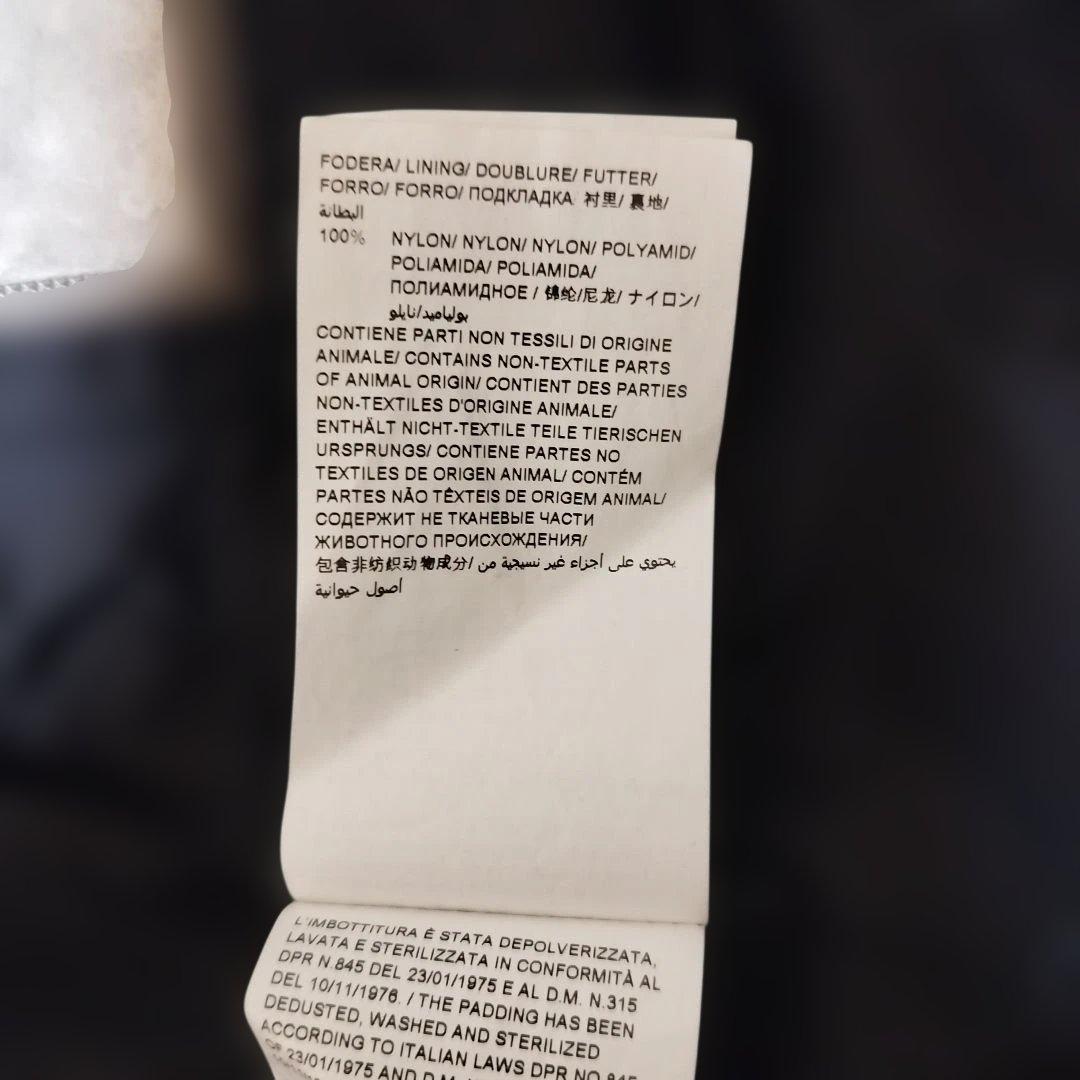 FODERA/ LINING/ DOUBLURE/ FUTTER/
FORRO/ FORRO/ ПОДКЛАДКА 衬里/ 裏地/
البطانة
100% NYLON/ NYLON/ NYLON/ POLYAMID/
POLIAMIDA/ POLIAMIDA/
ПОЛИАМИДНОЕ / 锦纶/尼龙/ ナイロン/
بولياميد/نايلو
CONTIENE PARTI NON TESSILI DI ORIGINE
ANIMALE/ CONTAINS NON-TEXTILE PARTS
OF ANIMAL ORIGIN/ CONTIENT DES PARTIES
NON-TEXTILES D'ORIGINE ANIMALE/
ENTHÄLT NICHT-TEXTILE TEILE TIERISCHEN
URSPRUNGS/ CONTIENE PARTES NO
TEXTILES DE ORIGEN ANIMAL/ CONTÉM
PARTES NÃO TÊXTEIS DE ORIGEM ANIMAL/
СОДЕРЖИТ НЕ ТКАНЕВЫЕ ЧАСТИ
ЖИВОТНОГО ПРОИСХОЖДЕНИЯ/
包含非纺织动物成分/ يحتوي على أجزاء غير نسيجية من
أصول حيوانية
L'IMBOTTITURA È STATA DEPOLVERIZZATA,
LAVATA E STERILIZZATA IN CONFORMITÀ AL
DPR N.845 DEL 23/01/1975 E AL D.M. N.315
DEL 10/11/1976. / THE PADDING HAS BEEN
DEDUSTED, WASHED AND STERILIZED
ACCORDING TO ITALIAN LAWS DPR NO.845
OF 23/01/1975 AND D.M.